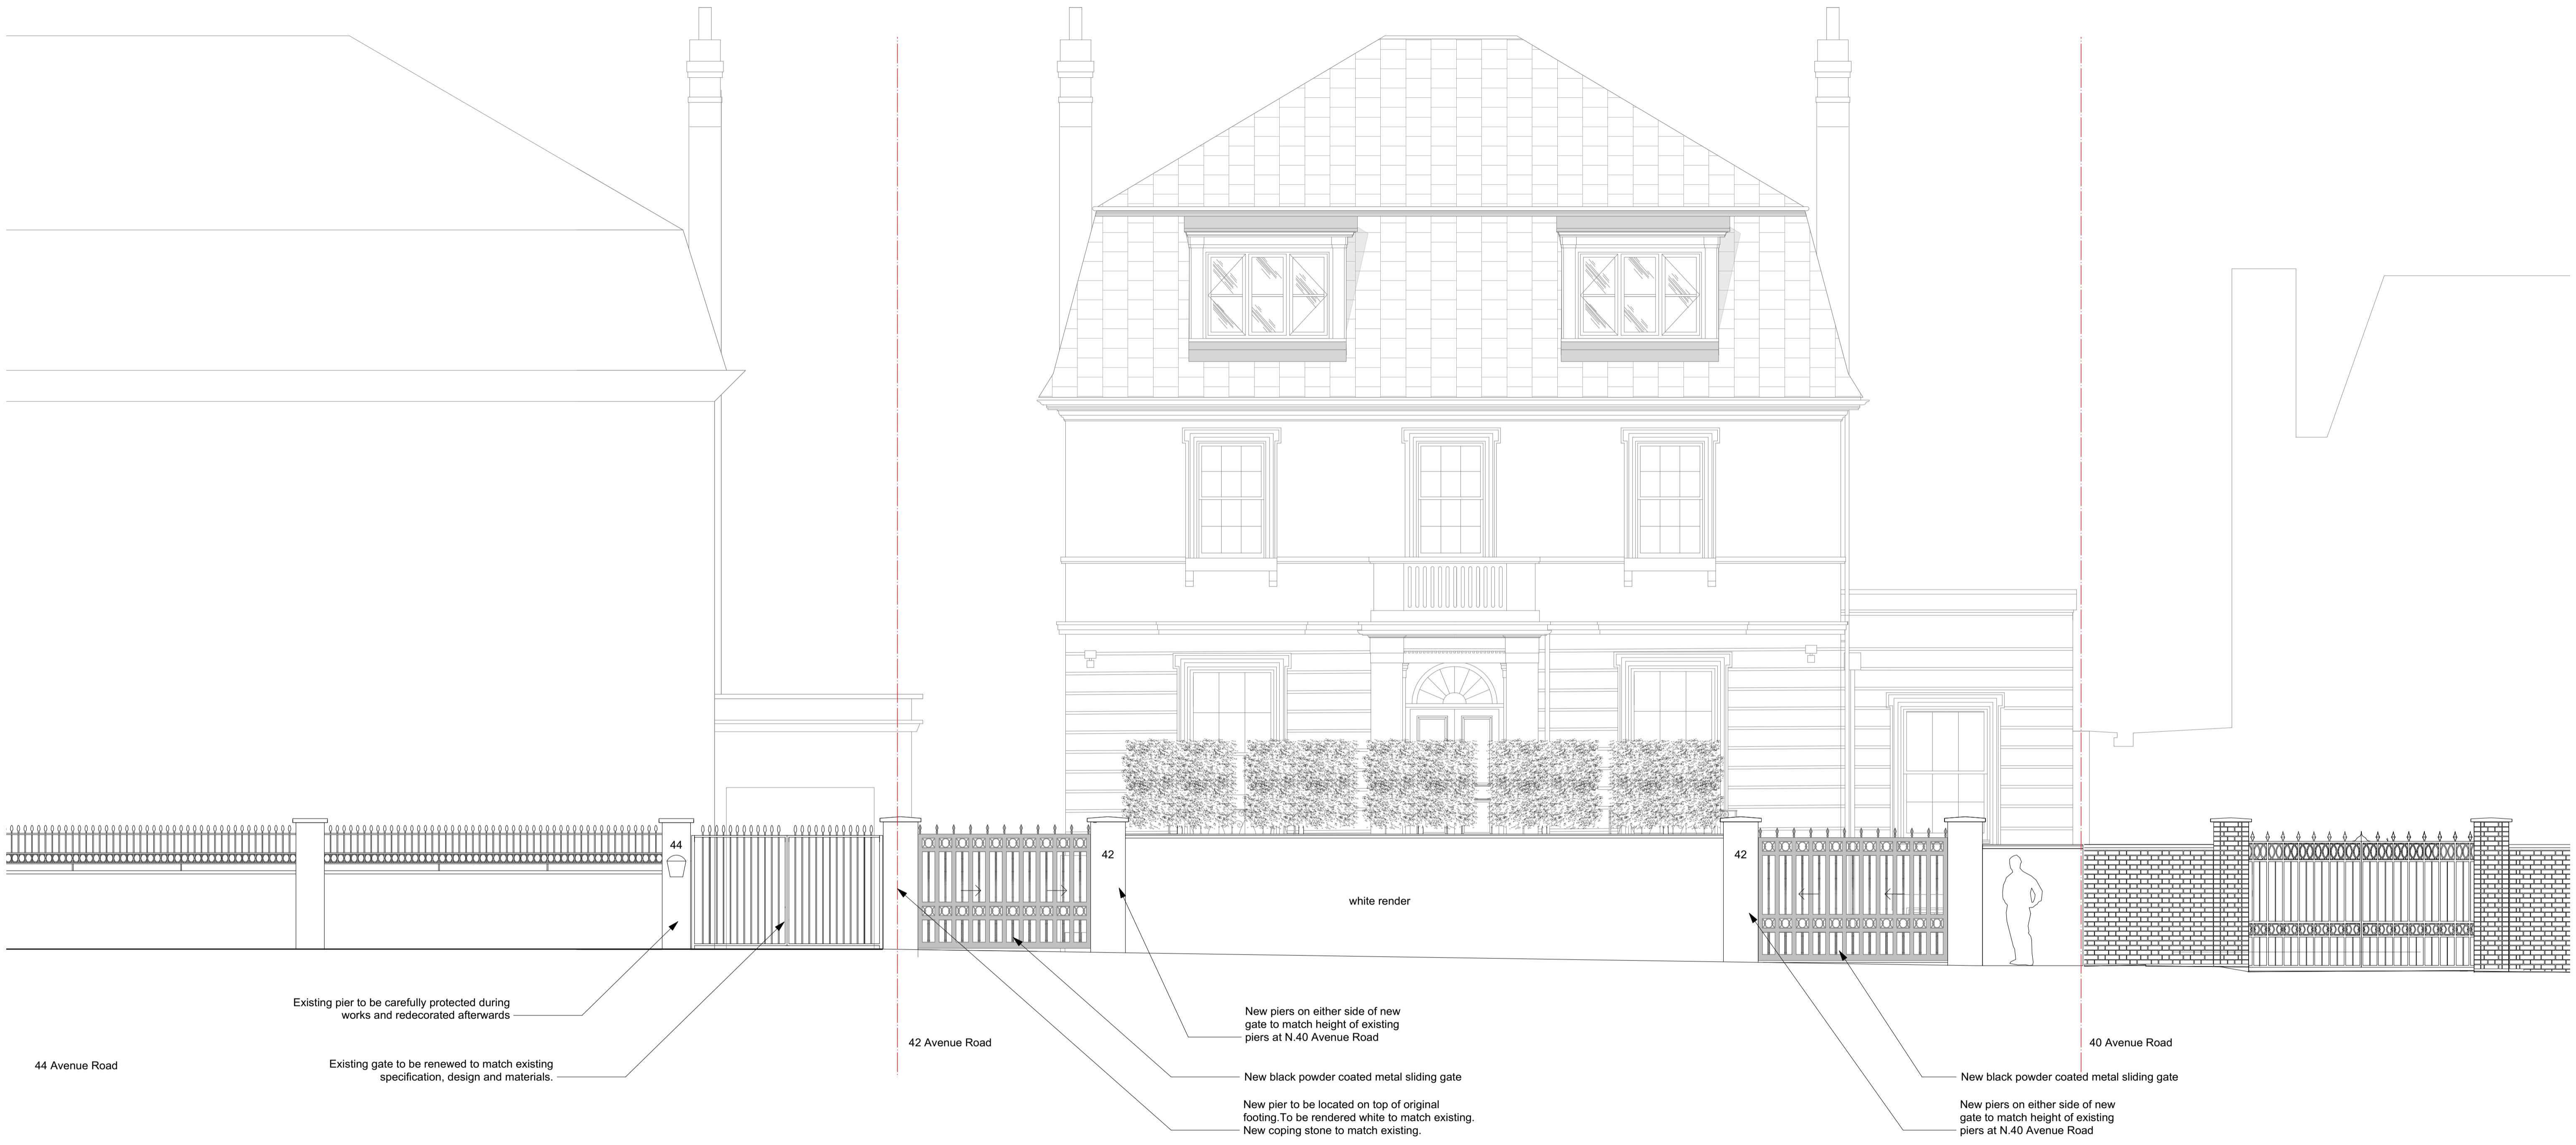 44
42
42
white render
Existing pier to be carefully protected during
works and redecorated afterwards
New piers on either side of new
gate to match height of existing
piers at N.40 Avenue Road
42 Avenue Road
40 Avenue Road
44 Avenue Road
Existing gate to be renewed to match existing
specification, design and materials.
New black powder coated metal sliding gate
New black powder coated metal sliding gate
New pier to be located on top of original
footing.To be rendered white to match existing.
New coping stone to match existing.
New piers on either side of new
gate to match height of existing
piers at N.40 Avenue Road